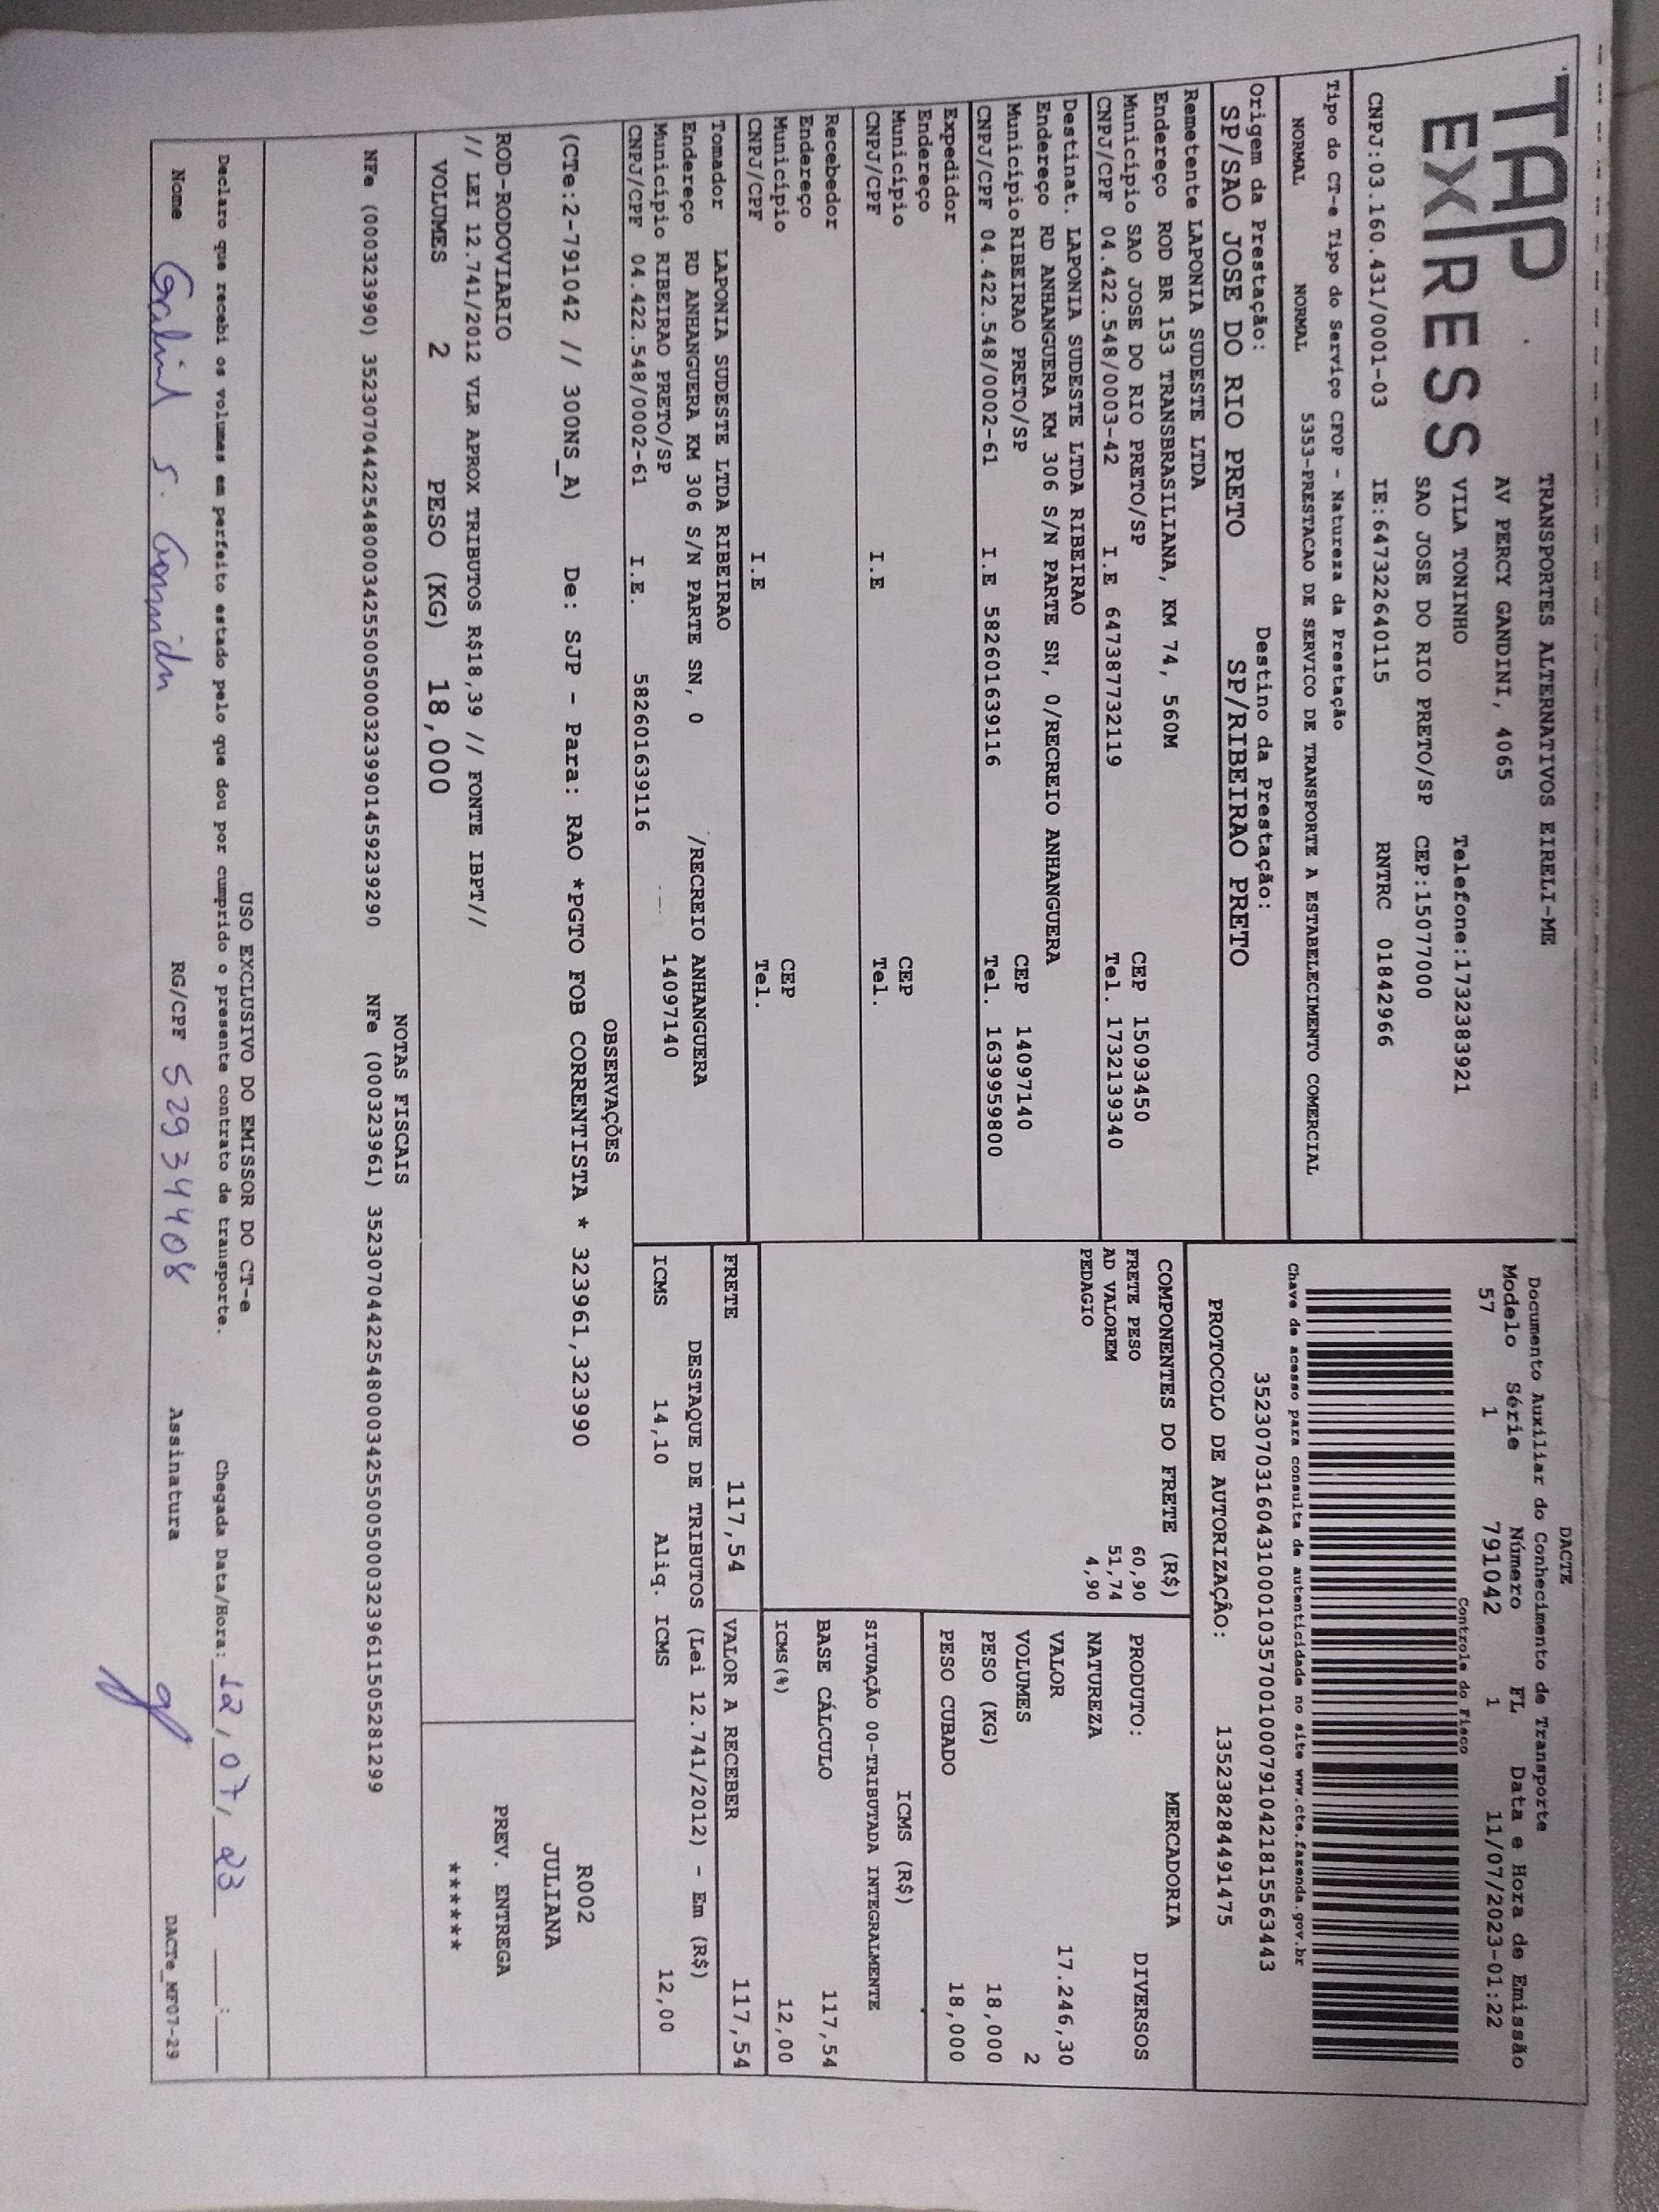 TAP
EXPRESS
TRANSPORTES ALTERNATIVOS EIRELI-ME
AV PERCY GANDINI, 4065
VILA TONINHO Telefone:1732383921
SAO JOSE DO RIO PRETO/SP CEP:15077000
CNPJ:03.160.431/0001-03 IE:647322640115 RNTRC 01842966
Tipo do CT-e Tipo do Serviço CFOP - Natureza da Prestação
NORMAL NORMAL 5353-PRESTACAO DE SERVICO DE TRANSPORTE A ESTABELECIMENTO COMERCIAL
Origem da Prestação: Destino da Prestação:
SP/SAO JOSE DO RIO PRETO SP/RIBEIRAO PRETO
DACTE
Documento Auxiliar do Conhecimento de Transporte
Modelo Série Número FL Data e Hora de Emissão
57 1 791042 1 11/07/2023-01:22
Controle do Fisco
Chave de acesso para consulta de autenticidade no site www.cte.fazenda.gov.br
35230703160431000103570010007910421815563443
PROTOCOLO DE AUTORIZAÇÃO: 135238284491475
Remetente LAPONIA SUDESTE LTDA
Endereço ROD BR 153 TRANSBRASILIANA, KM 74, 560M
Município SAO JOSE DO RIO PRETO/SP CEP 15093450
CNPJ/CPF 04.422.548/0003-42 I.E 647387732119 Tel. 1732139340
Destinat. LAPONIA SUDESTE LTDA RIBEIRAO
Endereço RD ANHANGUERA KM 306 S/N PARTE SN, 0/RECREIO ANHANGUERA
Município RIBEIRAO PRETO/SP CEP 14097140
CNPJ/CPF 04.422.548/0002-61 I.E 582601639116 Tel. 1639959800
Expedidor
Endereço
Município CEP
CNPJ/CPF I.E Tel.
Recebedor
Endereço
Município CEP
CNPJ/CPF I.E Tel.
Tomador LAPONIA SUDESTE LTDA RIBEIRAO
Endereço RD ANHANGUERA KM 306 S/N PARTE SN, 0 /RECREIO ANHANGUERA
Município RIBEIRAO PRETO/SP 14097140
CNPJ/CPF 04.422.548/0002-61 I.E. 582601639116
COMPONENTES DO FRETE (R$)
FRETE PESO 60,90
AD VALOREM 51,74
PEDAGIO 4,90
MERCADORIA
PRODUTO: DIVERSOS
NATUREZA
VALOR 17.246,30
VOLUMES 2
PESO (KG) 18,000
PESO CUBADO 18,000
ICMS (R$)
SITUAÇÃO 00-TRIBUTADA INTEGRALMENTE
BASE CÁLCULO 117,54
ICMS(%) 12,00
FRETE 117,54 VALOR A RECEBER 117,54
DESTAQUE DE TRIBUTOS (Lei 12.741/2012) - Em (R$)
ICMS 14,10 Aliq. ICMS 12,00
OBSERVAÇÕES
(CTe:2-791042 // 300NS_A) De: SJP - Para: RAO *PGTO FOB CORRENTISTA * 323961,323990
ROD-RODOVIARIO
// LEI 12.741/2012 VLR APROX TRIBUTOS R$18,39 // FONTE IBPT//
VOLUMES 2 PESO (KG) 18,000
R002
JULIANA
PREV. ENTREGA
******
NOTAS FISCAIS
NFe (000323990) 35230704422548000342550050003239901459239290 NFe (000323961) 35230704422548000342550050003239611505281299
USO EXCLUSIVO DO EMISSOR DO CT-e
Declaro que recebi os volumes em perfeito estado pelo que dou por cumprido o presente contrato de transporte. Chegada Data/Hora: 12/07/23 ___:___
Nome RG/CPF 529344408 Assinatura
DACTe_MF07-29